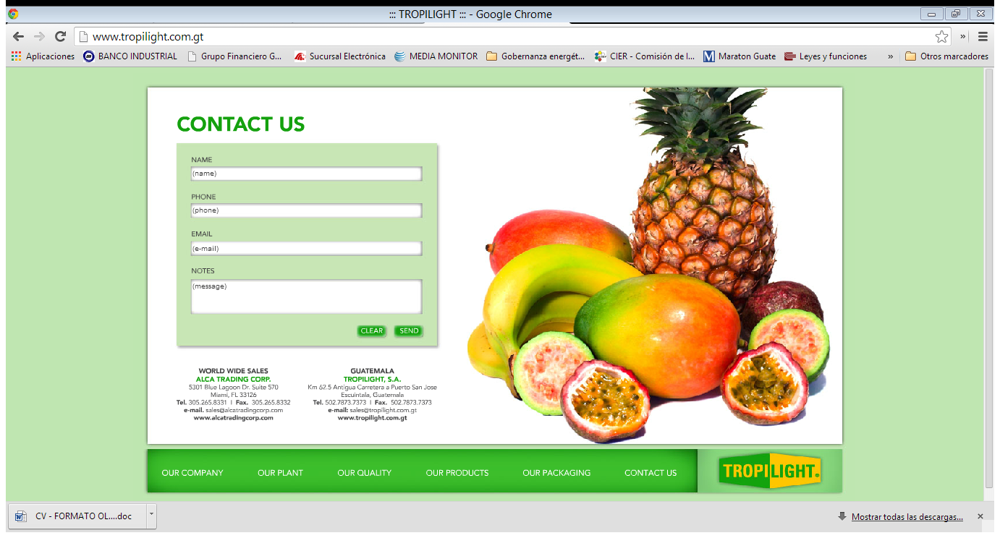 ::: TROPILIGHT ::: - Google Chrome
www.tropilight.com.gt
»
Aplicaciones BANCO INDUSTRIAL Grupo Financiero G... Sucursal Electrónica MEDIA MONITOR Gobernanza energét... CIER - Comisión de I... Maraton Guate Leyes y funciones » Otros marcadores
CONTACT US
NAME
(name)
PHONE
(phone)
EMAIL
(e-mail)
NOTES
(message)
CLEAR SEND
WORLD WIDE SALES
ALCA TRADING CORP.
5301 Blue Lagoon Dr. Suite 570
Miami, FL 33126
Tel. 305.265.8331 | Fax. 305.265.8332
e-mail. sales@alcatradingcorp.com
www.alcatradingcorp.com
GUATEMALA
TROPILIGHT, S.A.
Km 62.5 Antigua Carretera a Puerto San Jose
Escuintala, Guatemala
Tel. 502.7873.7373 | Fax. 502.7873.7373
e-mail: sales@tropilight.com.gt
www.tropilight.com.gt
OUR COMPANY OUR PLANT OUR QUALITY OUR PRODUCTS OUR PACKAGING CONTACT US
TROPILIGHT®
CV - FORMATO OL....doc
Mostrar todas las descargas...